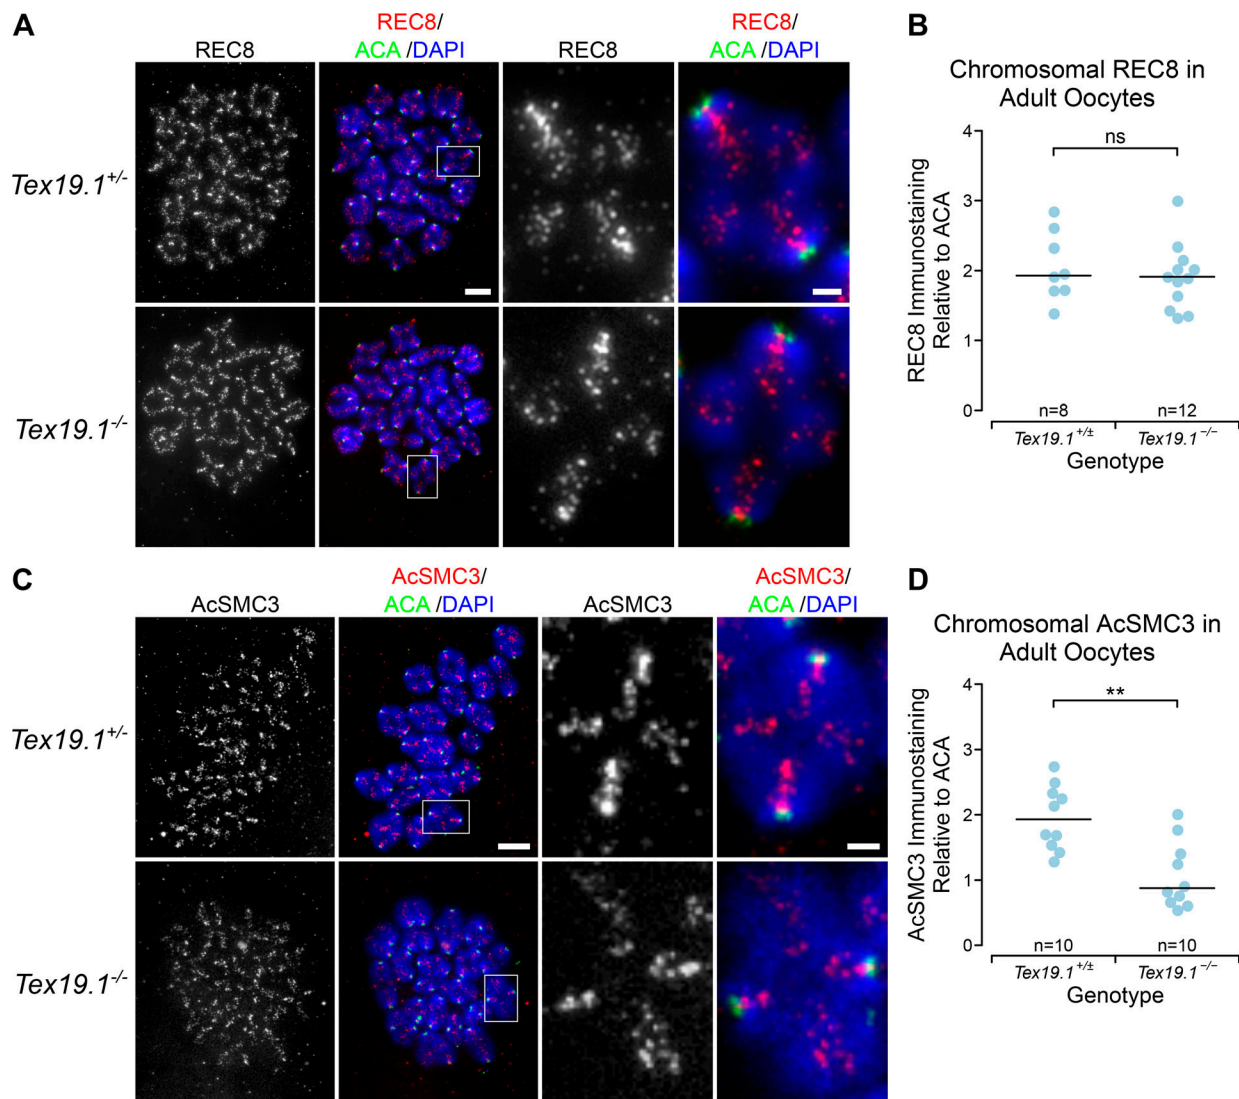 A
REC8
REC8/
ACA /DAPI
REC8
REC8/
ACA /DAPI
Tex19.1+/-
Tex19.1-/-
B
Chromosomal REC8 in
Adult Oocytes
REC8 Immunostaining
Relative to ACA
4
3
2
1
0
ns
n=8
n=12
Tex19.1+/±
Tex19.1−/−
Genotype
C
AcSMC3
AcSMC3/
ACA /DAPI
AcSMC3
AcSMC3/
ACA /DAPI
Tex19.1+/-
Tex19.1-/-
D
Chromosomal AcSMC3 in
Adult Oocytes
AcSMC3 Immunostaining
Relative to ACA
4
3
2
1
0
**
n=10
n=10
Tex19.1+/±
Tex19.1−/−
Genotype